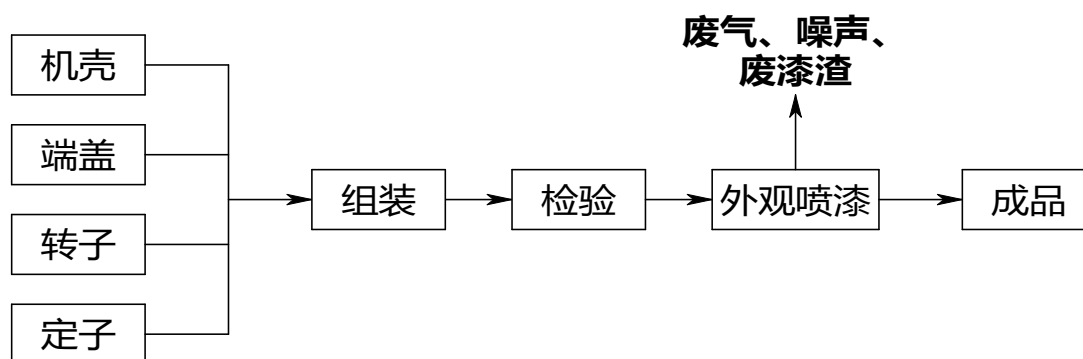 废气、噪声、
废漆渣
机壳
端盖
转子
定子
组装
检验
外观喷漆
成品